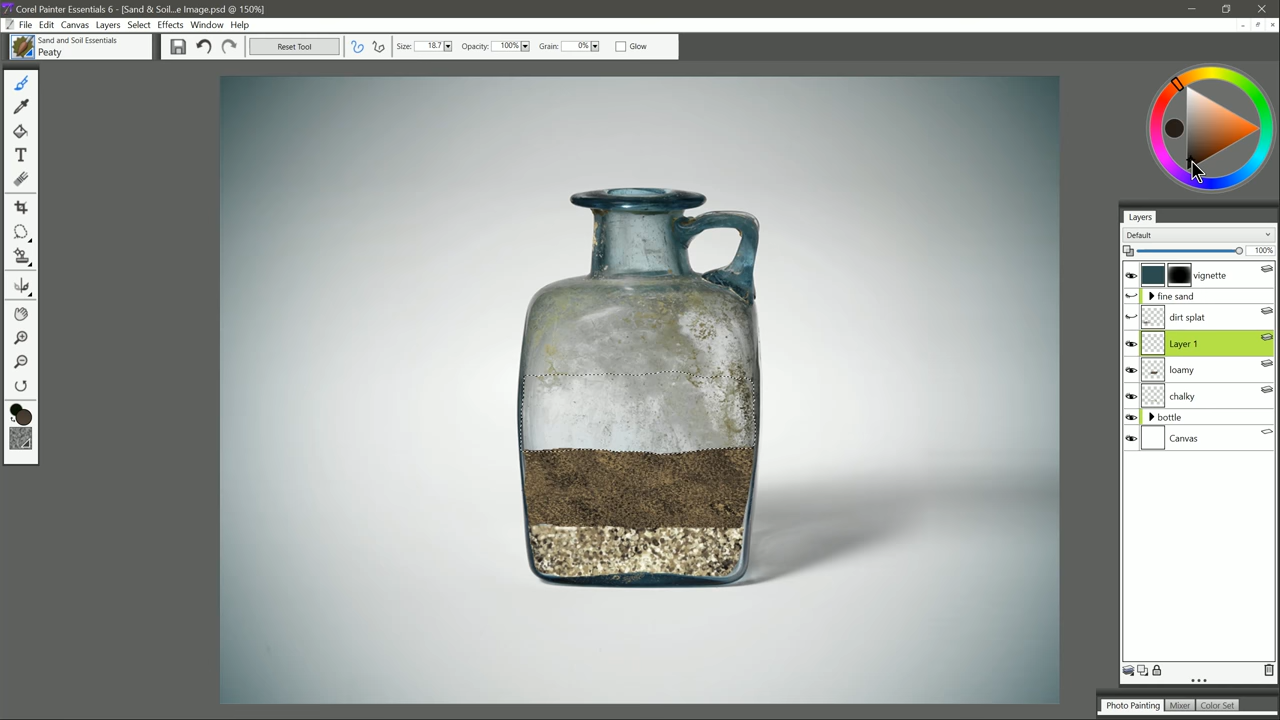 Corel Painter Essentials 6 - [Sand & Soil...e Image.psd @ 150%]
File Edit Canvas Layers Select Effects Window Help
Sand and Soil Essentials
Peaty
Reset Tool
Size: 18.7
Opacity: 100%
Grain: 0%
Glow
Layers
Default
100%
vignette
fine sand
dirt splat
Layer 1
loamy
chalky
bottle
Canvas
Photo Painting Mixer Color Set